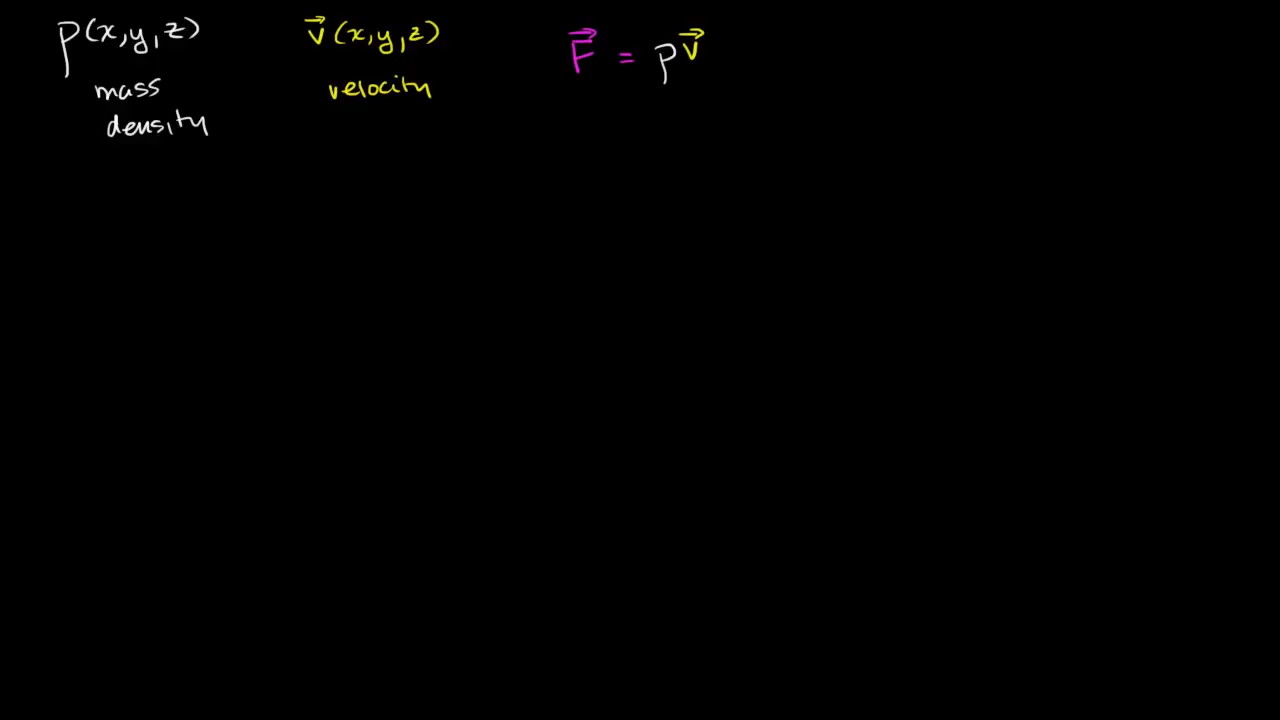 ρ(x,y,z) v⃗(x,y,z) F⃗ = ρv⃗
mass velocity
density